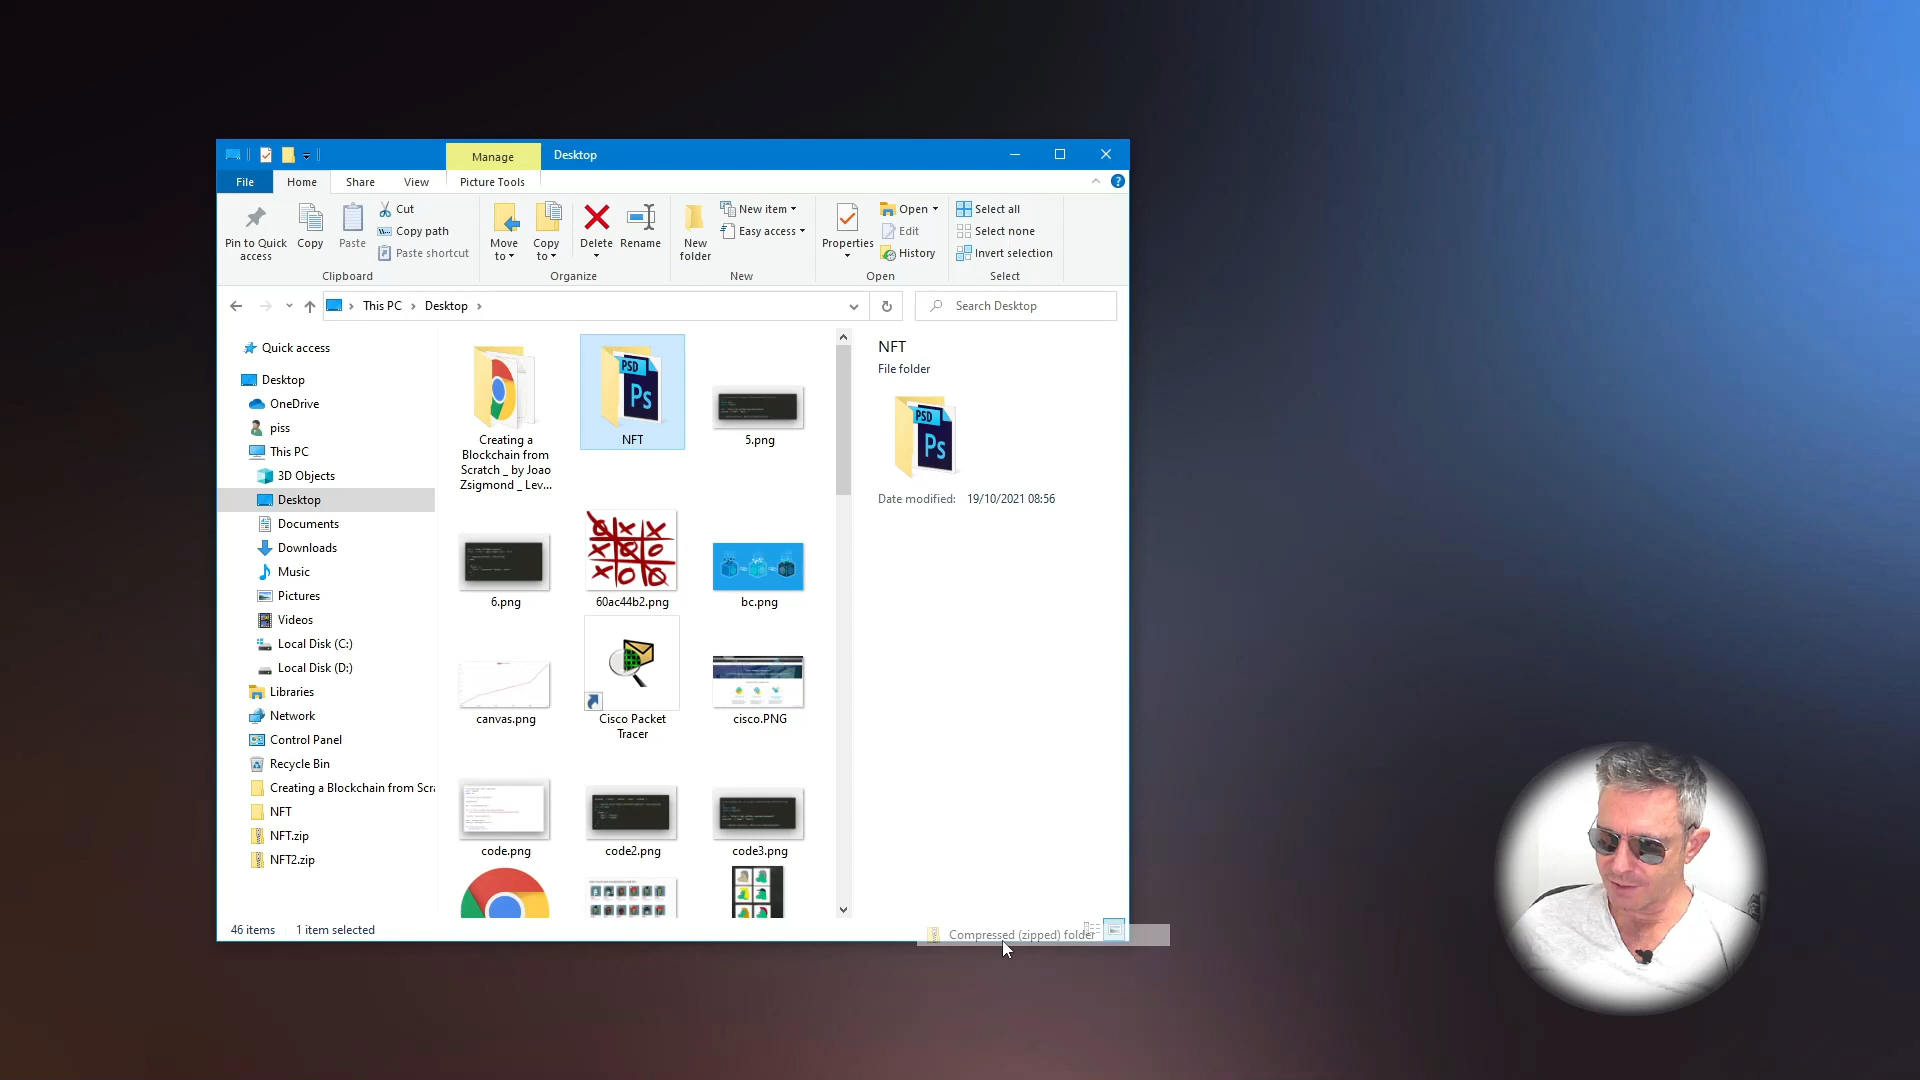 Manage
Desktop
File
Home
Share
View
Picture Tools
Pin to Quick
access
Copy
Paste
Cut
Copy path
Paste shortcut
Clipboard
Move
to
Copy
to
Delete
Rename
Organize
New
folder
New item
Easy access
New
Properties
Open
Edit
History
Open
Select all
Select none
Invert selection
Select
This PC
Desktop
Search Desktop
Quick access
Desktop
OneDrive
piss
This PC
3D Objects
Desktop
Documents
Downloads
Music
Pictures
Videos
Local Disk (C:)
Local Disk (D:)
Libraries
Network
Control Panel
Recycle Bin
Creating a Blockchain from Scra
NFT
NFT.zip
NFT2.zip
Creating a
Blockchain from
Scratch _ by Joao
Zsigmond _ Lev...
PSD
Ps
NFT
5.png
6.png
60ac44b2.png
bc.png
canvas.png
Cisco Packet
Tracer
cisco.PNG
code.png
code2.png
code3.png
NFT
File folder
PSD
Ps
Date modified: 19/10/2021 08:56
46 items
1 item selected
Compressed (zipped) folder